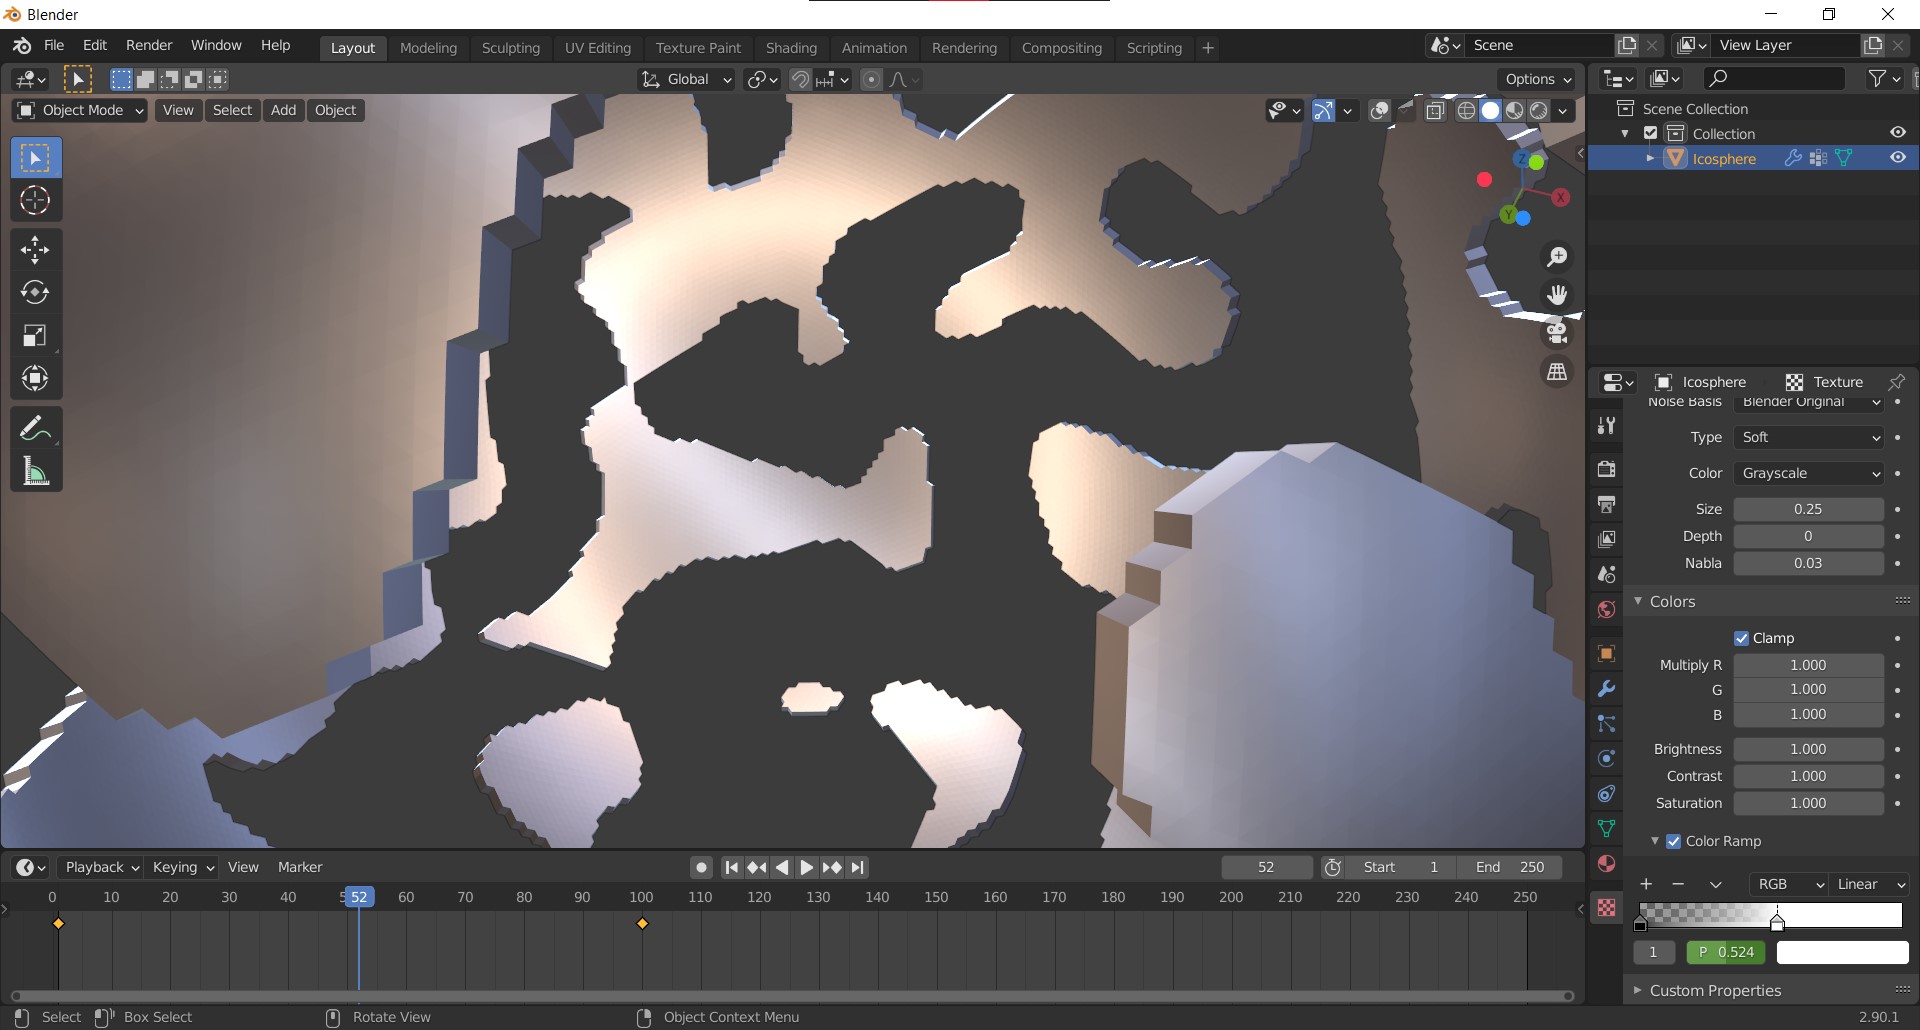 Blender
File Edit Render Window Help
Layout Modeling Sculpting UV Editing Texture Paint Shading Animation Rendering Compositing Scripting +
Scene View Layer
Global Options
Object Mode View Select Add Object
Z
X
Y
Scene Collection
Collection
Icosphere
Icosphere Texture
Noise Basis Blender Original
Type Soft
Color Grayscale
Size 0.25
Depth 0
Nabla 0.03
Colors
Clamp
Multiply R 1.000
G 1.000
B 1.000
Brightness 1.000
Contrast 1.000
Saturation 1.000
Color Ramp
+ − RGB Linear
1 P 0.524
Custom Properties
Playback Keying View Marker 52 Start 1 End 250
0 10 20 30 40 5 52 60 70 80 90 100 110 120 130 140 150 160 170 180 190 200 210 220 230 240 250
Select Box Select Rotate View Object Context Menu 2.90.1